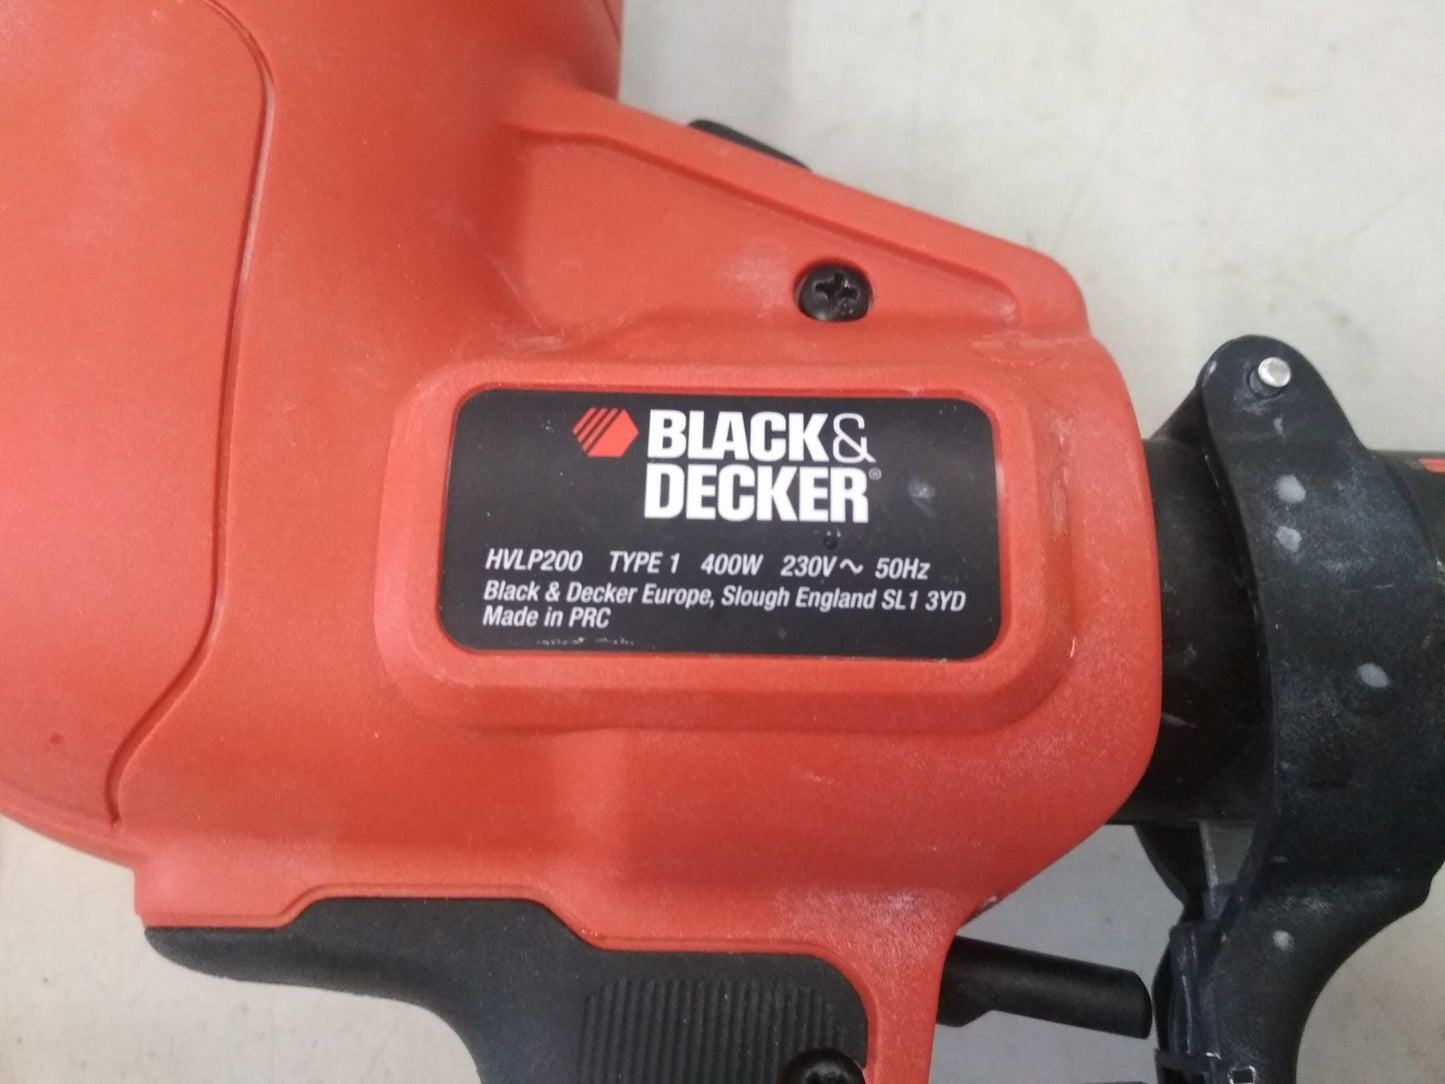 BLACK&
DECKER®
HVLP200 TYPE 1 400W 230V~ 50Hz
Black & Decker Europe, Slough England SL1 3YD
Made in PRC